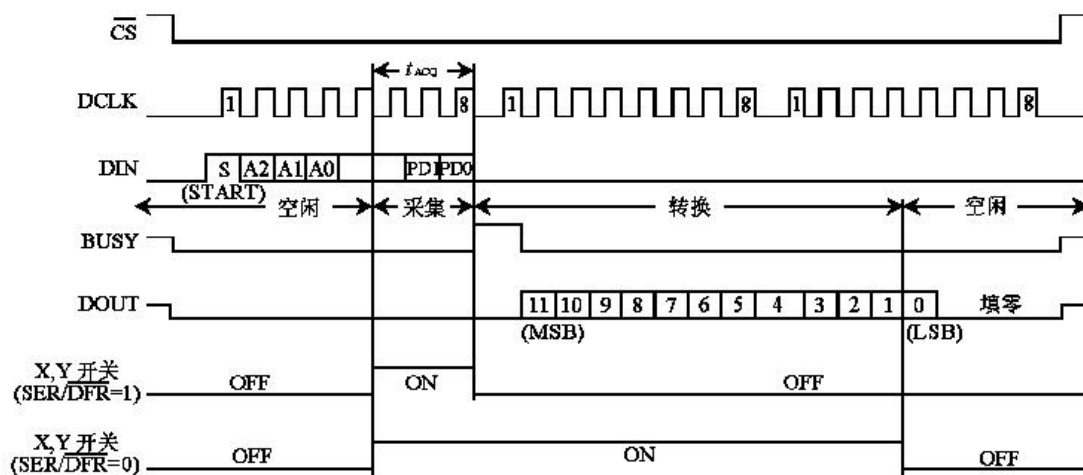 CS
t ACQ
DCLK 1 8 1 8 1 8
DIN S A2 A1 A0 PD1 PD0
(START)
空闲 采集 转换 空闲
BUSY
DOUT 11 10 9 8 7 6 5 4 3 2 1 0 填零
(MSB) (LSB)
X,Y 开关
(SER/DFR=1)
OFF ON OFF
X,Y 开关
(SER/DFR=0)
OFF ON OFF